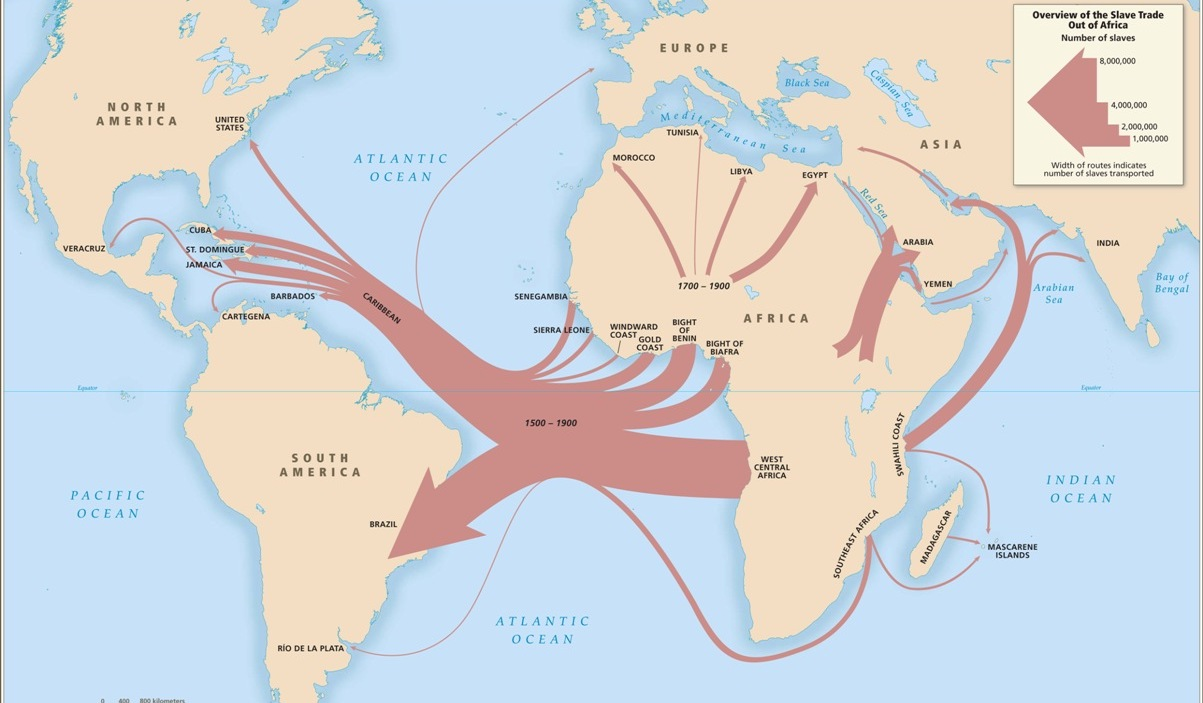 Overview of the Slave Trade
Out of Africa
Number of slaves
8,000,000
4,000,000
2,000,000
1,000,000
Width of routes indicates
number of slaves transported
EUROPE
Black Sea
Caspian Sea
NORTH
AMERICA
UNITED
STATES
ATLANTIC
OCEAN
Mediterranean Sea
TUNISIA
MOROCCO
LIBYA
EGYPT
ASIA
Red Sea
CUBA
ST. DOMINGUE
JAMAICA
VERACRUZ
BARBADOS
CARTEGENA
CARIBBEAN
ARABIA
INDIA
YEMEN
Arabian
Sea
Bay of
Bengal
1700 – 1900
SENEGAMBIA
SIERRA LEONE
WINDWARD
COAST
GOLD
COAST
BIGHT
OF
BENIN
BIGHT OF
BIAFRA
AFRICA
Equator
Equator
1500 – 1900
SOUTH
AMERICA
WEST
CENTRAL
AFRICA
SWAHILI COAST
PACIFIC
OCEAN
INDIAN
OCEAN
BRAZIL
SOUTHEAST AFRICA
MADAGASCAR
MASCARENE
ISLANDS
ATLANTIC
OCEAN
RÍO DE LA PLATA
0 400 800 kilometers